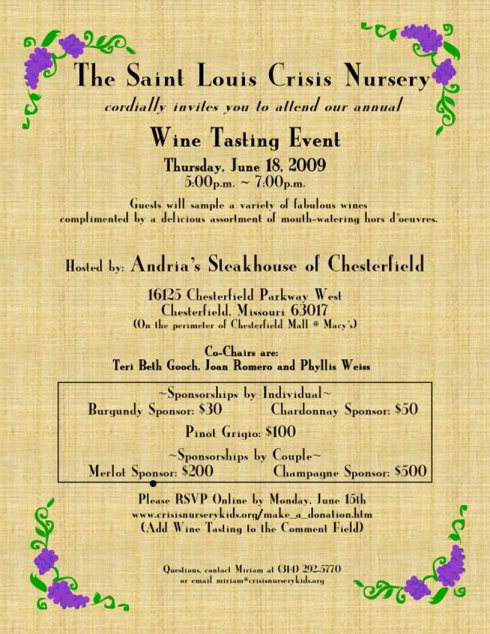 The Saint Louis Crisis Nursery
cordially invites you to attend our annual
Wine Tasting Event
Thursday, June 18, 2009
5:00p.m. ~ 7:00p.m.
Guests will sample a variety of fabulous wines
complimented by a delicious assortment of mouth-watering hors d'oeuvres.
Hosted by: Andria's Steakhouse of Chesterfield
16125 Chesterfield Parkway West
Chesterfield, Missouri 63017
(On the perimeter of Chesterfield Mall @ Macy's)
Co-Chairs are:
Teri Beth Gooch, Joan Romero and Phyllis Weiss
~Sponsorships by Individual~
Burgundy Sponsor: $30 Chardonnay Sponsor: $50
Pinot Grigio: $100
~Sponsorships by Couple~
Merlot Sponsor: $200 Champagne Sponsor: $500
Please RSVP Online by Monday, June 15th
www.crisisnurserykids.org/make_a_donation.htm
(Add Wine Tasting to the Comment Field)
Questions, contact Miriam at (314) 292-5770
or email miriam@crisisnurserykids.org